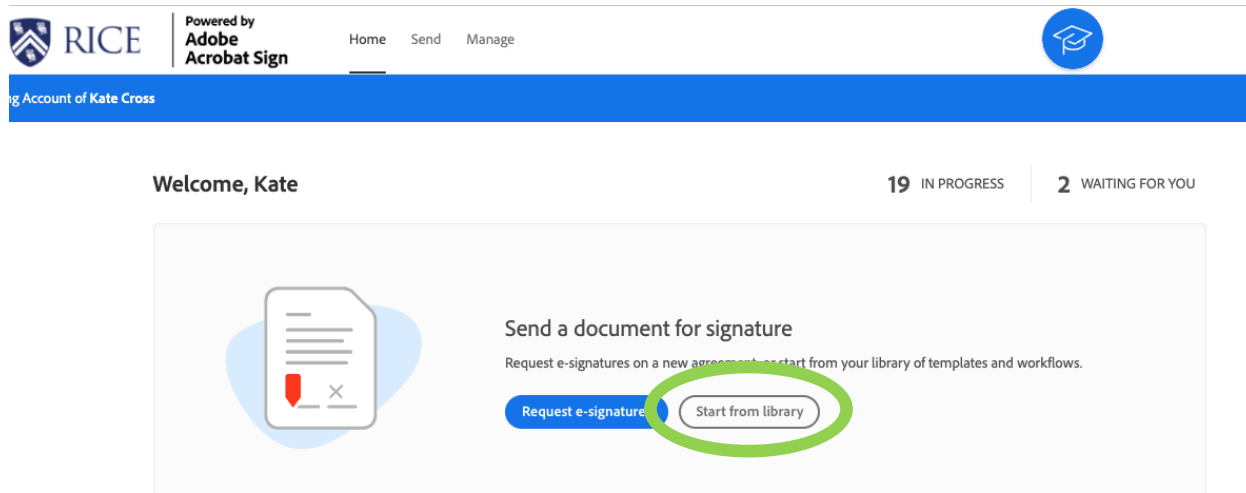 RICE
Powered by
Adobe
Acrobat Sign
Home Send Manage
ng Account of Kate Cross
Welcome, Kate
19 IN PROGRESS
2 WAITING FOR YOU
Send a document for signature
Request e-signatures on a new agreement, or start from your library of templates and workflows.
Request e-signature
Start from library